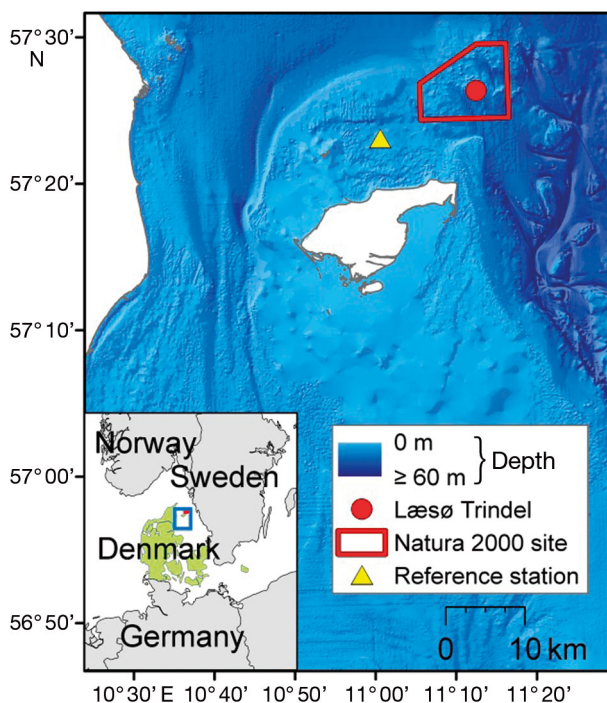 57° 30’
N
57° 20’
57° 10’
57° 00’
56° 50’
Norway
Sweden
Denmark
Germany
0 m
≥ 60 m
Depth
Læsø Trindel
Natura 2000 site
Reference station
0 10 km
10°30’ E 10°40’ 10°50’ 11°00’ 11°10’ 11°20’